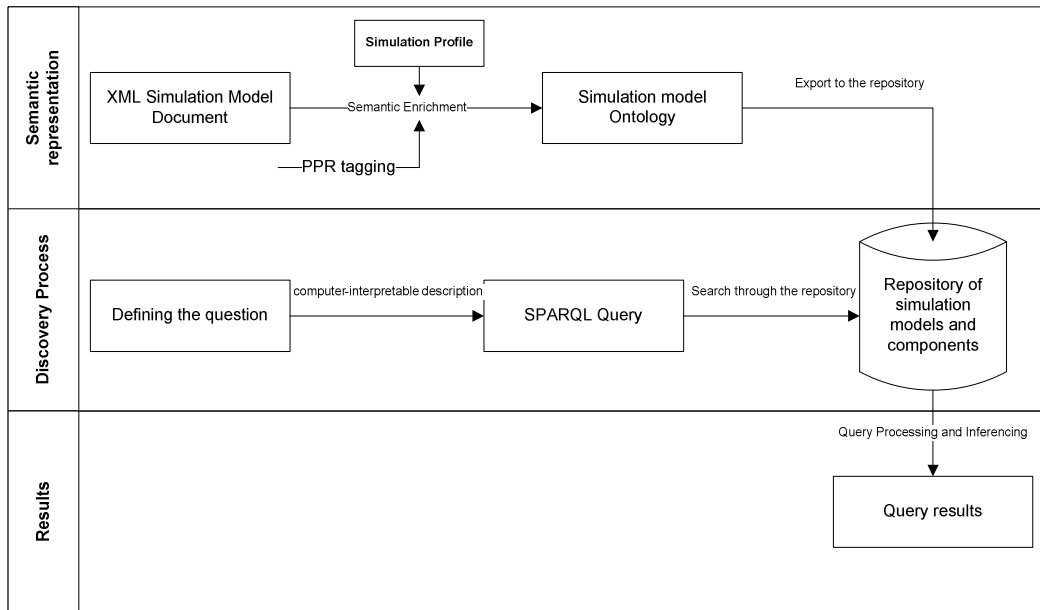 Semantic
representation
Simulation Profile
XML Simulation Model
Document
Semantic Enrichment
PPR tagging
Simulation model
Ontology
Export to the repository
Discovery Process
Defining the question
computer-interpretable description
SPARQL Query
Search through the repository
Repository of
simulation
models and
components
Results
Query Processing and Inferencing
Query results